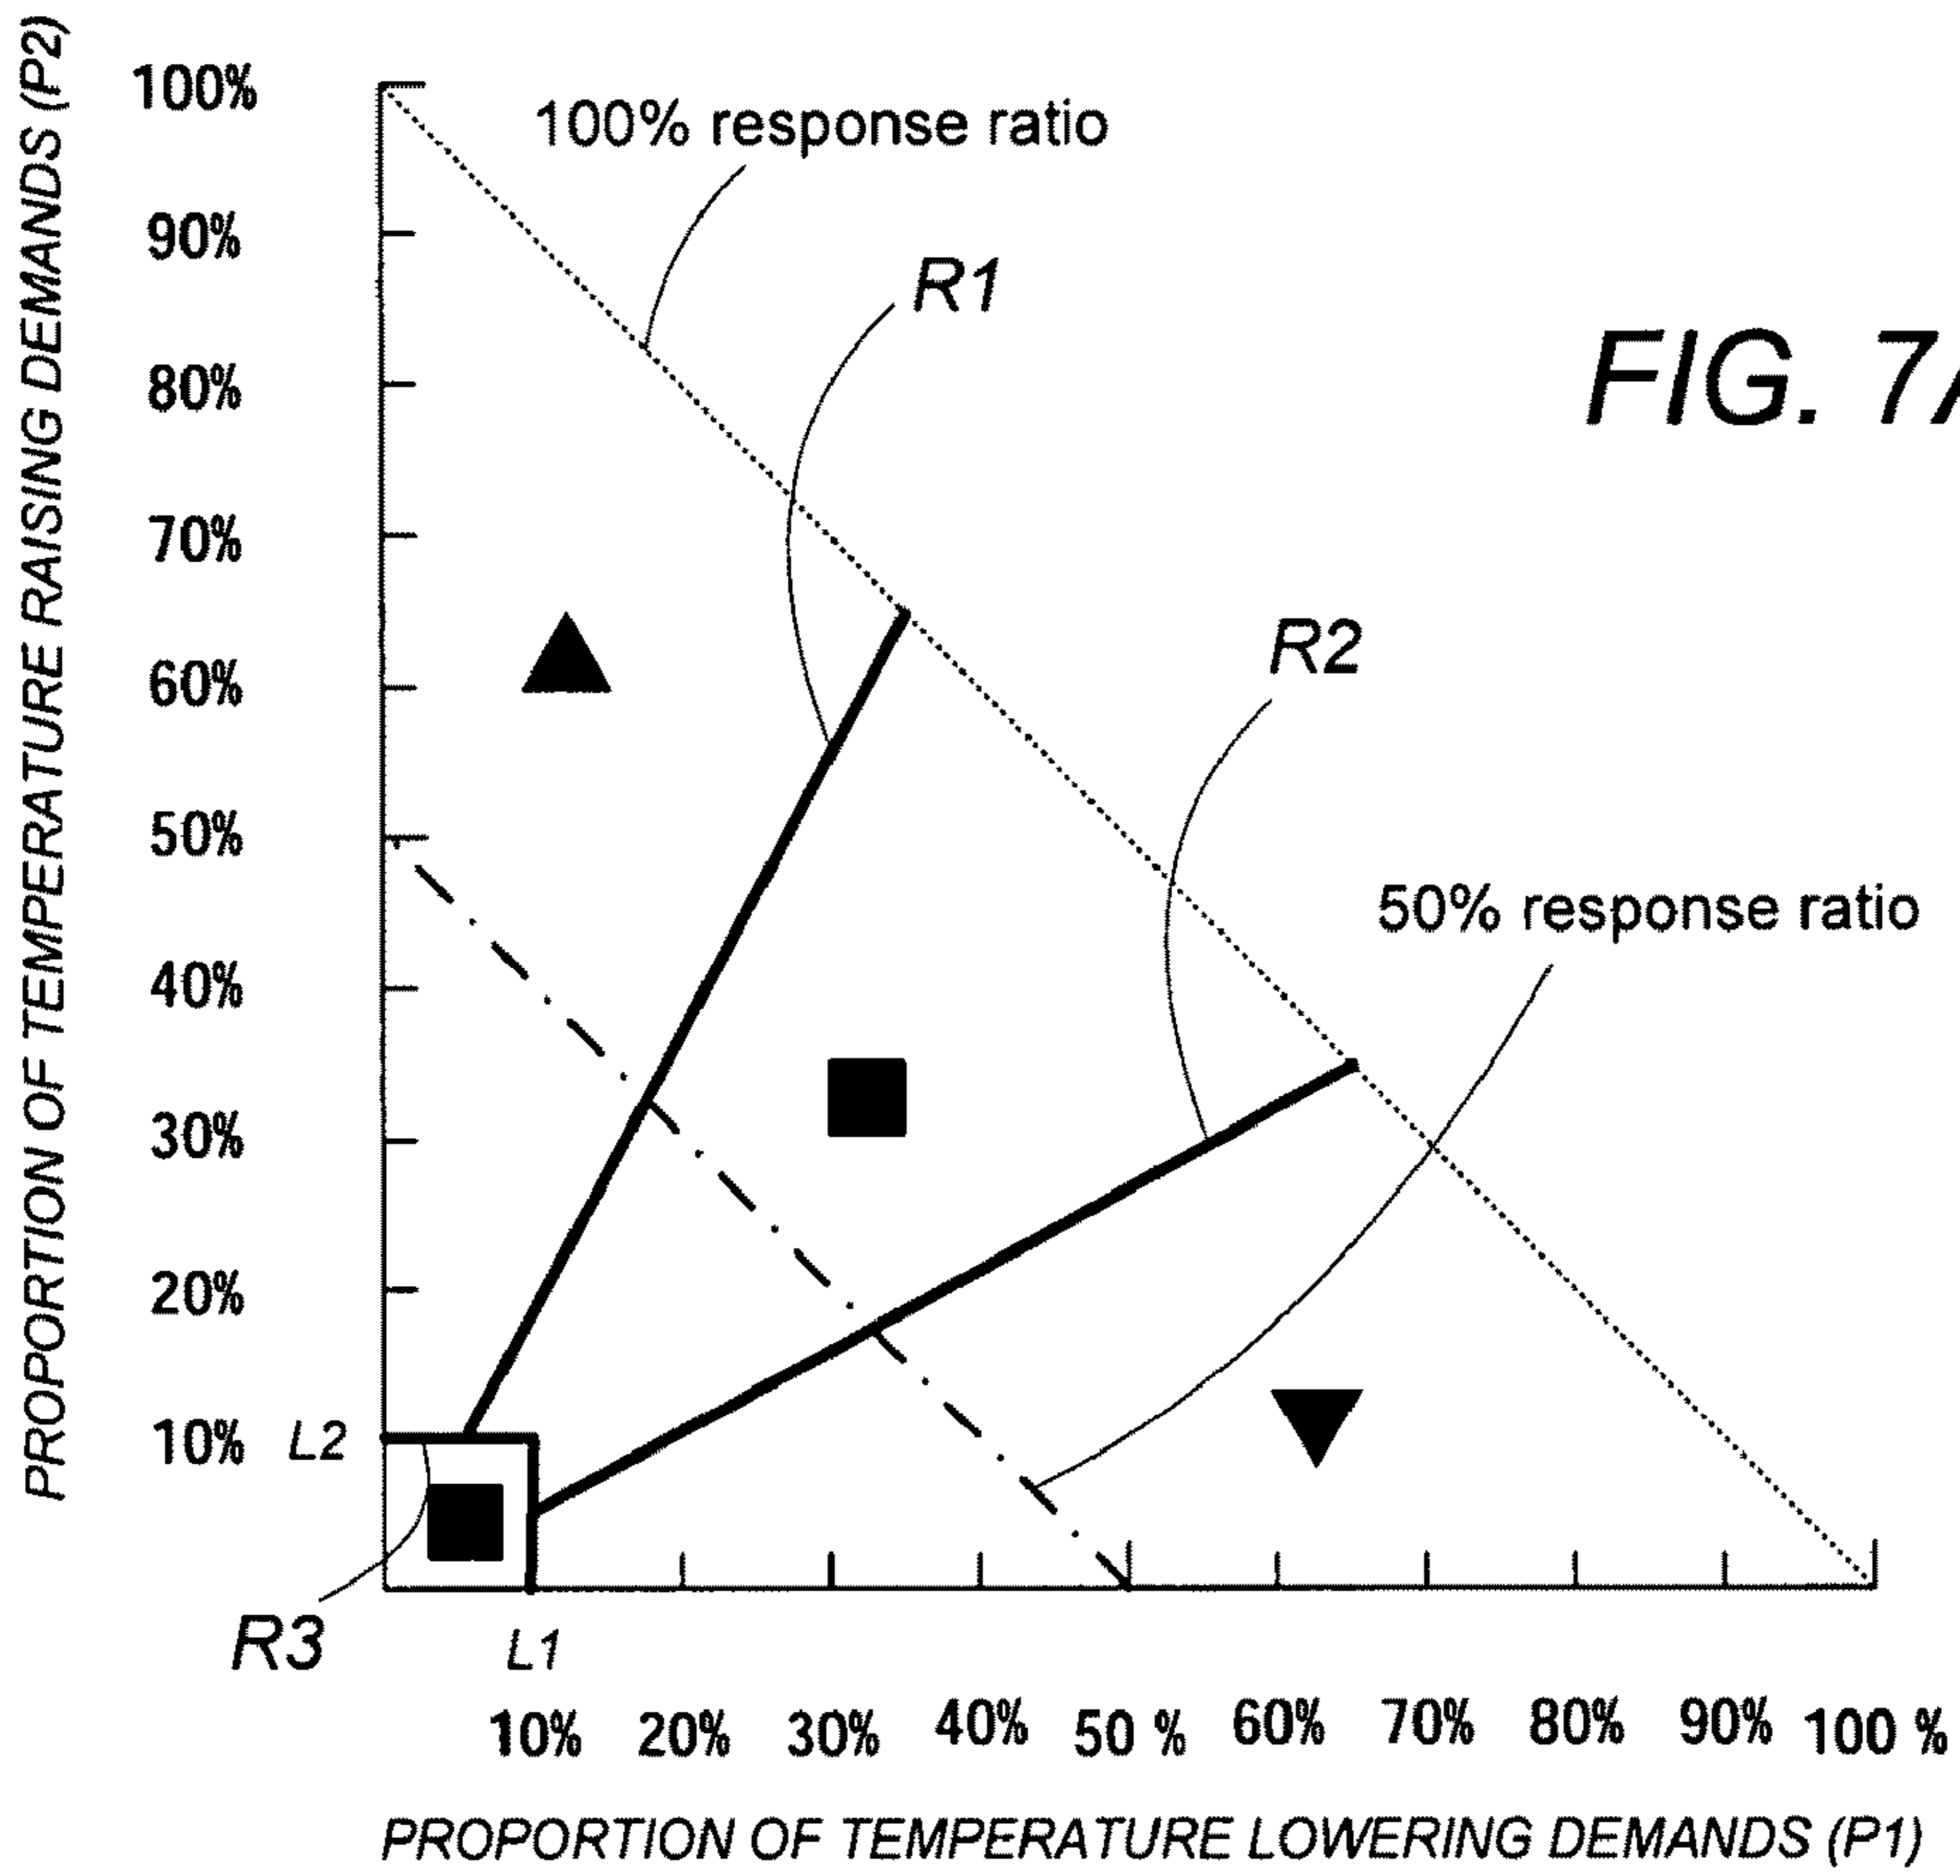 PROPORTION OF TEMPERATURE RAISING DEMANDS (P2)
100%
90%
80%
70%
60%
50%
40%
30%
20%
10%
L2
100% response ratio
R1
FIG. 7A
R2
50% response ratio
R3
L1
10% 20% 30% 40% 50 % 60% 70% 80% 90% 100 %
PROPORTION OF TEMPERATURE LOWERING DEMANDS (P1)